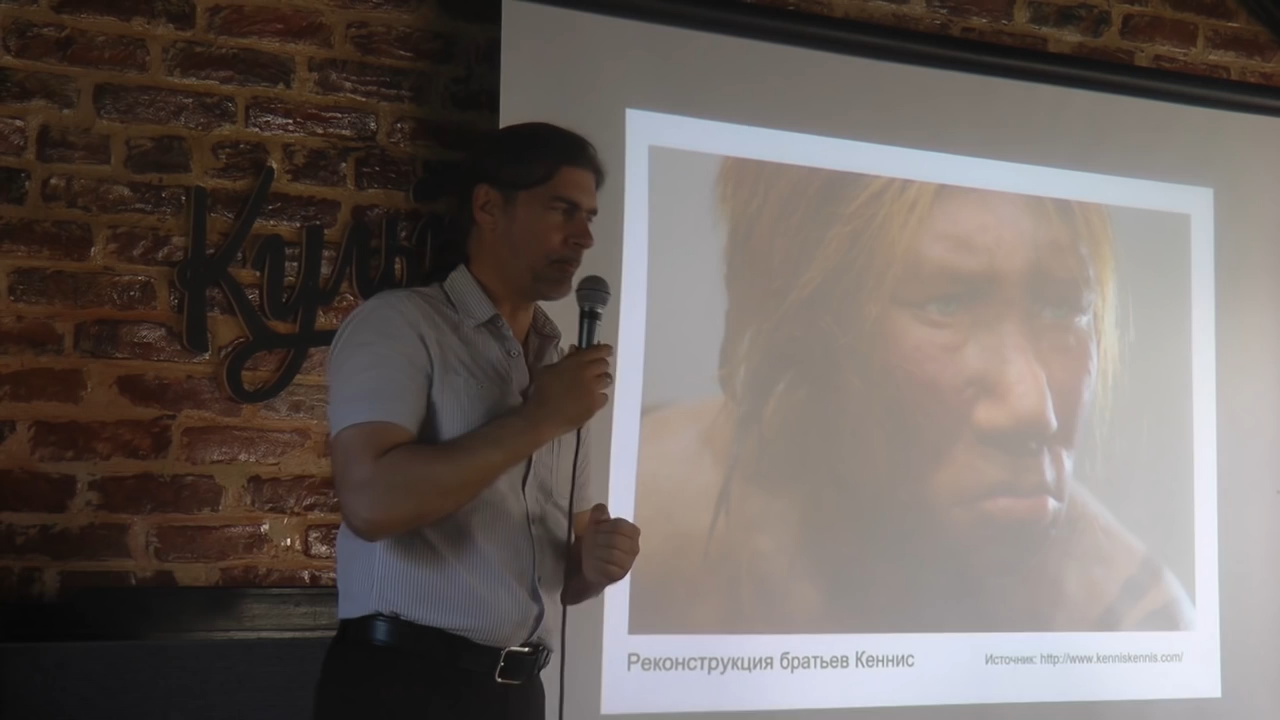 Реконструкция братьев Кеннис
Источник: http://www.kenniskennis.com/